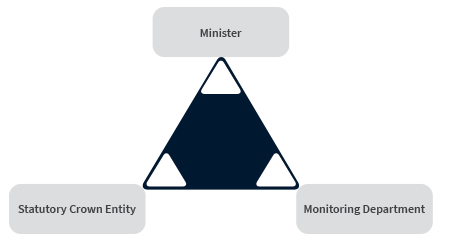 Minister
Statutory Crown Entity
Monitoring Department